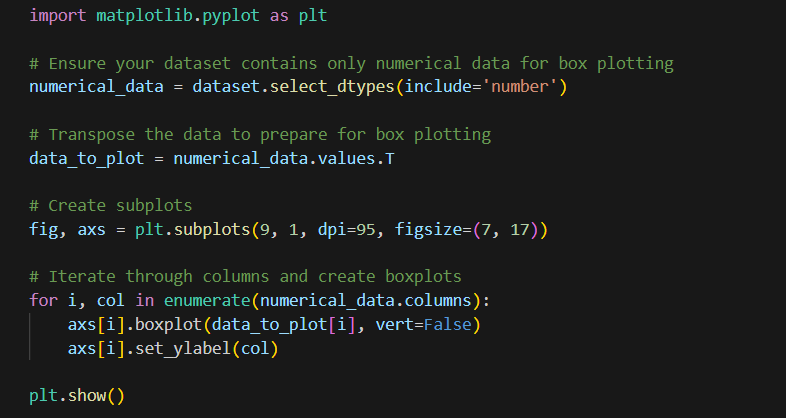 import matplotlib.pyplot as plt
# Ensure your dataset contains only numerical data for box plotting
numerical_data = dataset.select_dtypes(include='number')
# Transpose the data to prepare for box plotting
data_to_plot = numerical_data.values.T
# Create subplots
fig, axs = plt.subplots(9, 1, dpi=95, figsize=(7, 17))
# Iterate through columns and create boxplots
for i, col in enumerate(numerical_data.columns):
    axs[i].boxplot(data_to_plot[i], vert=False)
    axs[i].set_ylabel(col)
plt.show()